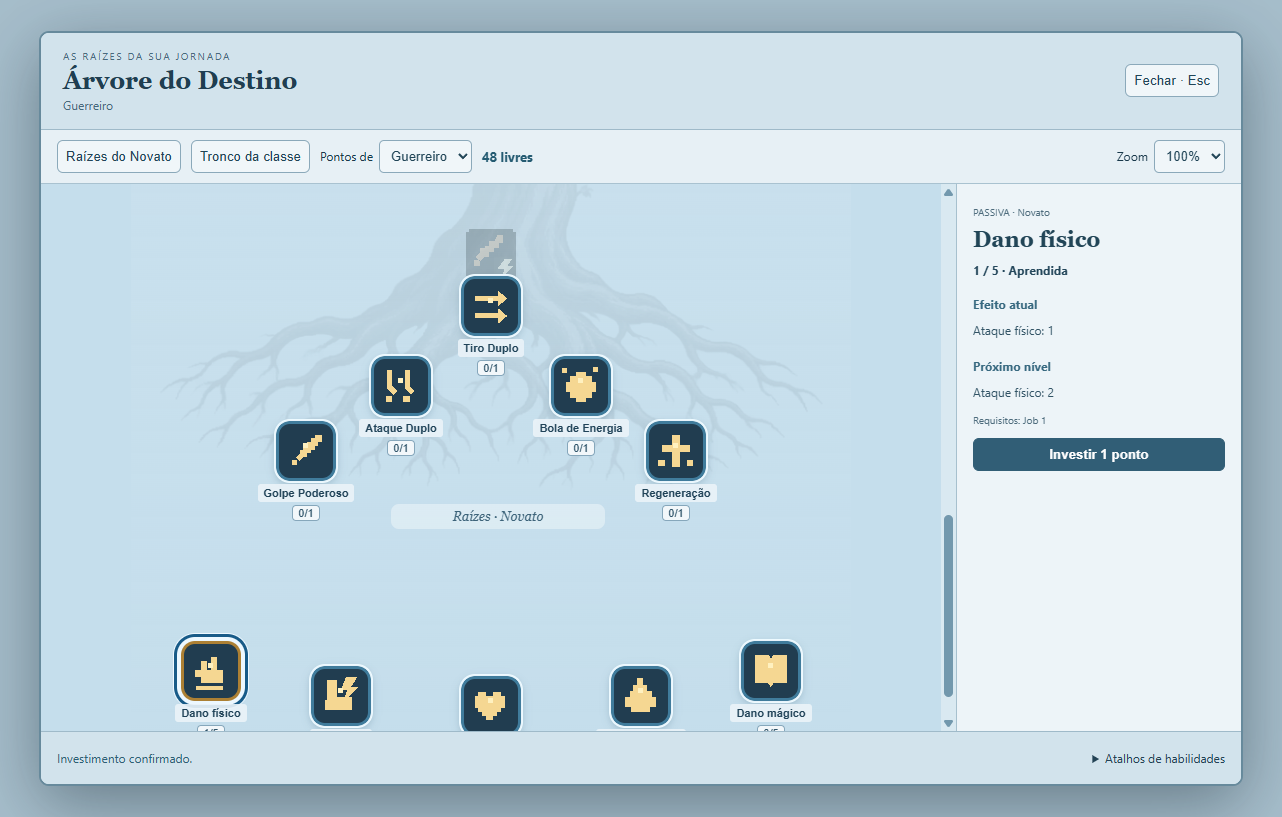 AS RAÍZES DA SUA JORNADA
Árvore do Destino
Guerreiro
Fechar · Esc
Raízes do Novato
Tronco da classe
Pontos de
Guerreiro
48 livres
Zoom
100%
Tiro Duplo
0/1
Ataque Duplo
0/1
Bola de Energia
0/1
Golpe Poderoso
0/1
Regeneração
0/1
Raízes · Novato
Dano físico
Dano mágico
PASSIVA · Novato
Dano físico
1 / 5 · Aprendida
Efeito atual
Ataque físico: 1
Próximo nível
Ataque físico: 2
Requisitos: Job 1
Investir 1 ponto
Investimento confirmado.
▶ Atalhos de habilidades